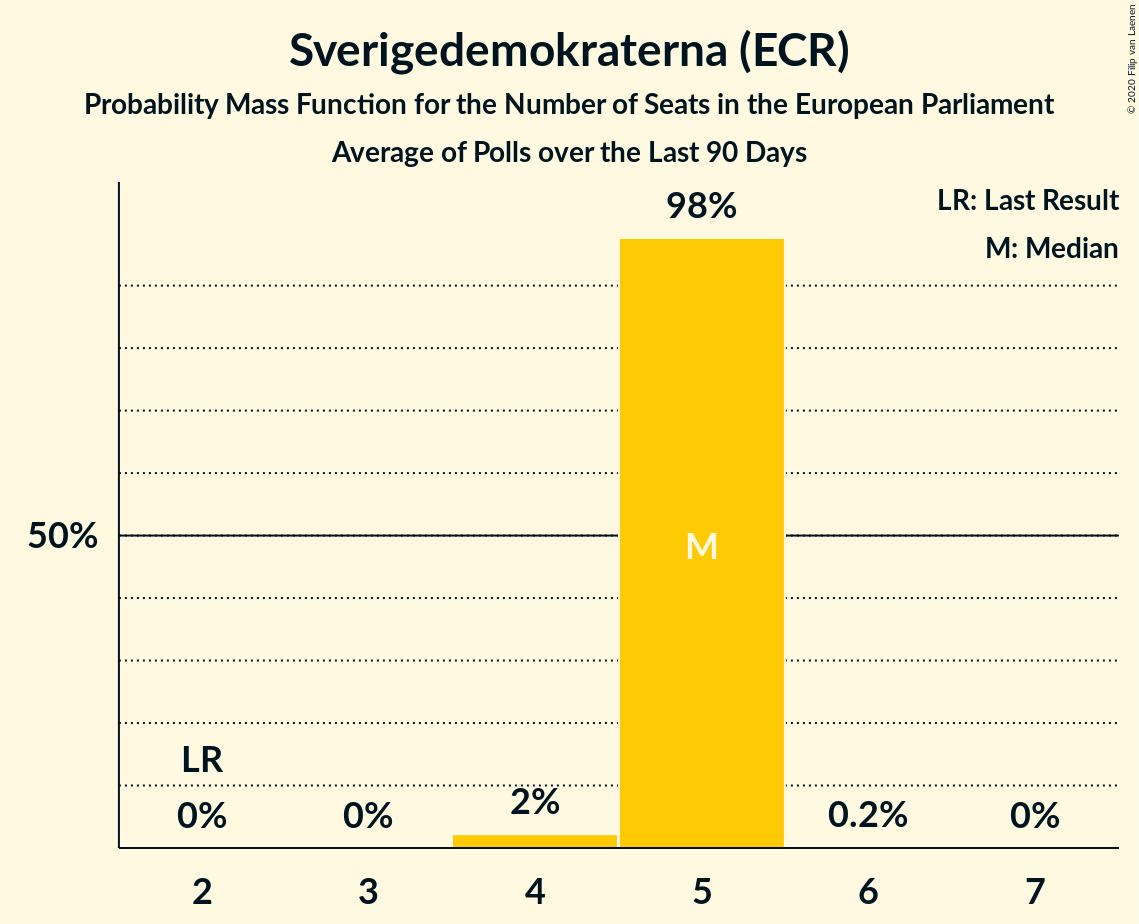 Sverigedemokraterna (ECR)
Probability Mass Function for the Number of Seats in the European Parliament
Average of Polls over the Last 90 Days
© 2020 Filip van Laenen
LR: Last Result
M: Median
98%
50%
M
LR
0%
0%
2%
0.2%
0%
2
3
4
5
6
7